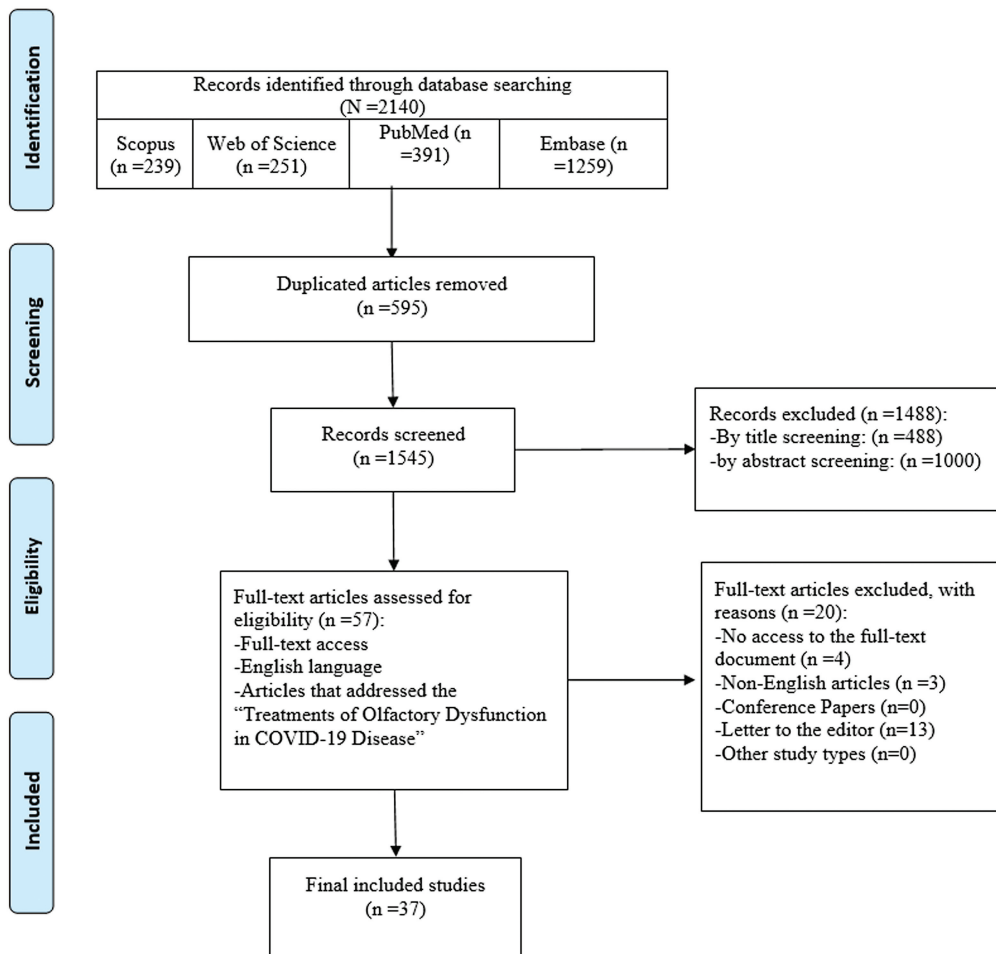 Identification
Records identified through database searching
(N =2140)
Scopus
(n =239)
Web of Science
(n =251)
PubMed (n
=391)
Embase (n
=1259)
Screening
Duplicated articles removed
(n =595)
Records screened
(n =1545)
Records excluded (n =1488):
-By title screening: (n =488)
-by abstract screening: (n =1000)
Eligibility
Full-text articles assessed for
eligibility (n =57):
-Full-text access
-English language
-Articles that addressed the
“Treatments of Olfactory Dysfunction
in COVID-19 Disease”
Full-text articles excluded, with
reasons (n =20):
-No access to the full-text
document (n =4)
-Non-English articles (n =3)
-Conference Papers (n=0)
-Letter to the editor (n=13)
-Other study types (n=0)
Included
Final included studies
(n =37)